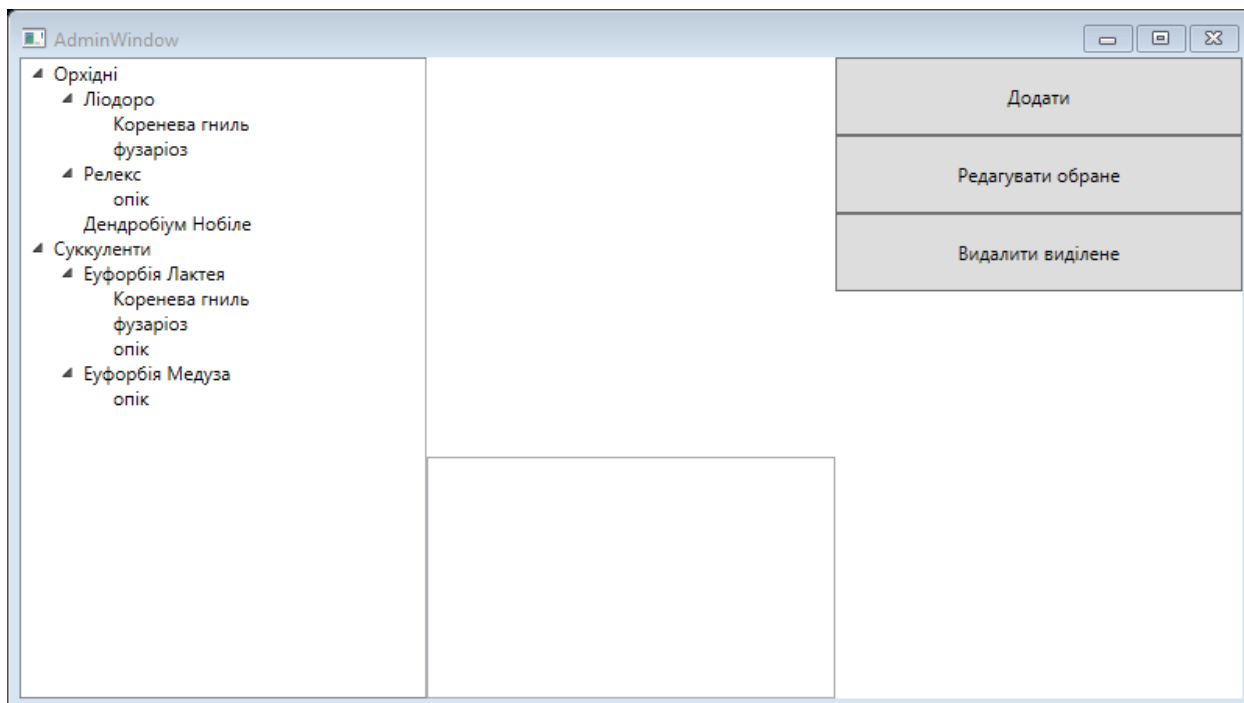 AdminWindow
Орхідні
Ліодоро
Коренева гниль
фузаріоз
Релекс
опік
Дендробіум Нобіле
Суккуленти
Еуфорбія Лактея
Коренева гниль
фузаріоз
опік
Еуфорбія Медуза
опік
Додати
Редагувати обране
Видалити виділене